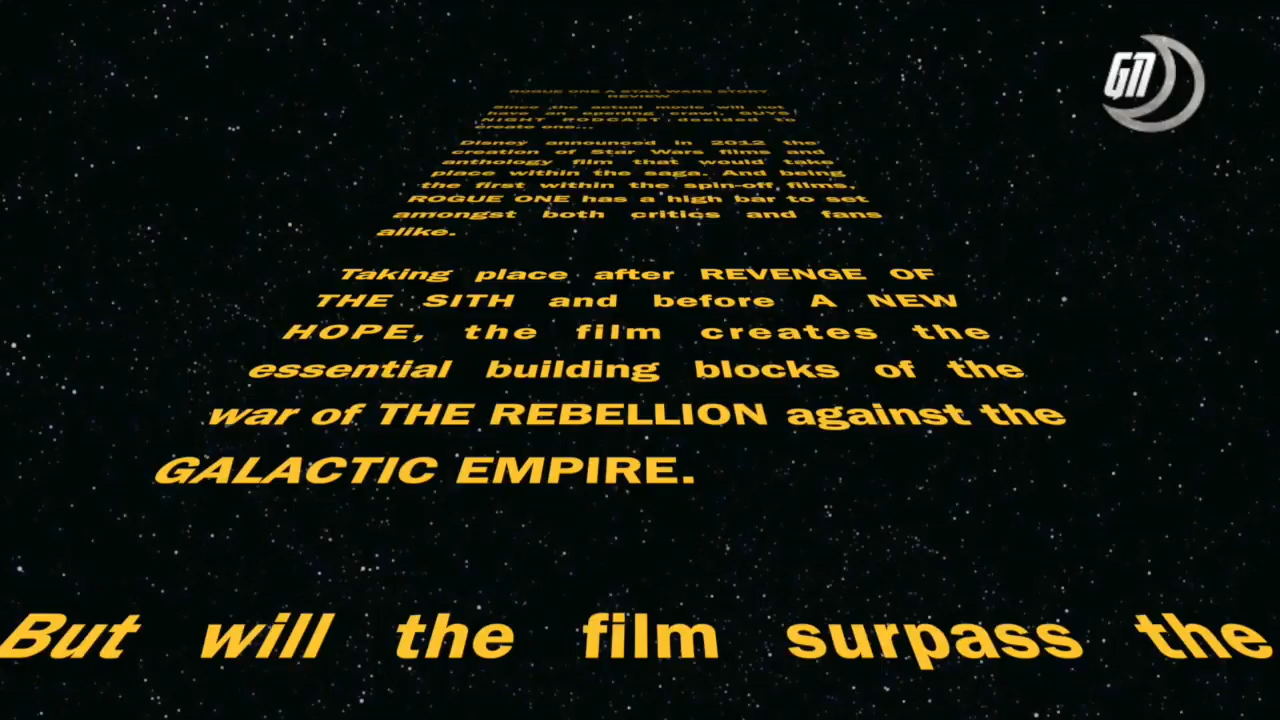 ROGUE ONE A STAR WARS STORY
REVIEW
Since the actual movie will not
have an opening crawl, GUYS
NIGHT PODCAST decided to
create one...
Disney announced in 2012 the
creation of Star Wars films and
anthology film that would take
place within the saga. And being
the first within the spin-off films,
ROGUE ONE has a high bar to set
amongst both critics and fans
alike.
Taking place after REVENGE OF
THE SITH and before A NEW
HOPE, the film creates the
essential building blocks of the
war of THE REBELLION against the
GALACTIC EMPIRE.
But will the film surpass the
GN